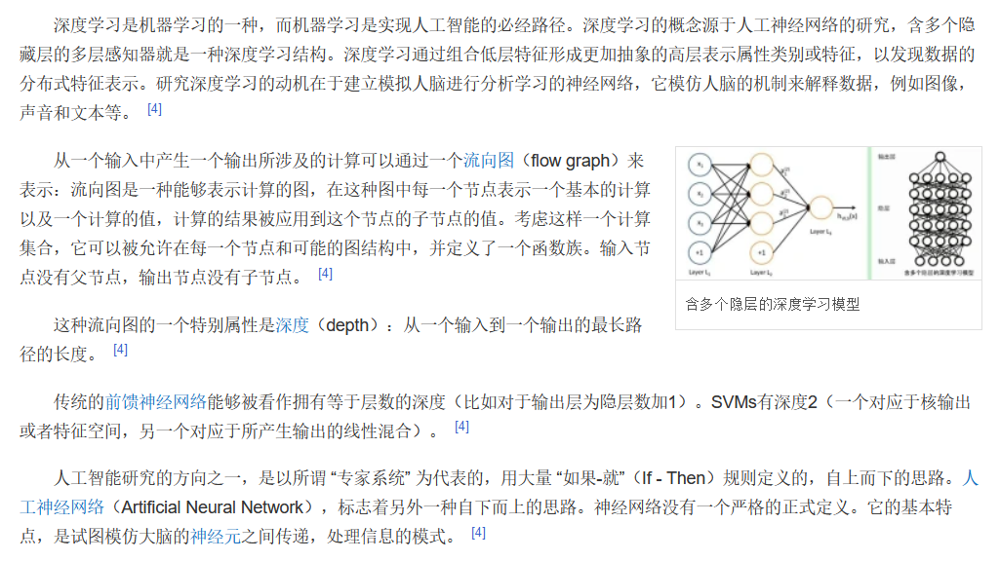 深度学习是机器学习的一种，而机器学习是实现人工智能的必经路径。深度学习的概念源于人工神经网络的研究，含多个隐
藏层的多层感知器就是一种深度学习结构。深度学习通过组合低层特征形成更加抽象的高层表示属性类别或特征，以发现数据的
分布式特征表示。研究深度学习的动机在于建立模拟人脑进行分析学习的神经网络，它模仿人脑的机制来解释数据，例如图像，
声音和文本等。 [4]
从一个输入中产生一个输出所涉及的计算可以通过一个流向图（flow graph）来
表示：流向图是一种能够表示计算的图，在这种图中每一个节点表示一个基本的计算
以及一个计算的值，计算的结果被应用到这个节点的子节点的值。考虑这样一个计算
集合，它可以被允许在每一个节点和可能的图结构中，并定义了一个函数族。输入节
点没有父节点，输出节点没有子节点。 [4]
这种流向图的一个特别属性是深度（depth）：从一个输入到一个输出的最长路
径的长度。 [4]
x₁
x₂
x₃
+1
+1
Layer L₁
Layer L₂
Layer L₃
输出层
隐层
输入层
含多个隐层的深度学习模型
含多个隐层的深度学习模型
传统的前馈神经网络能够被看作拥有等于层数的深度（比如对于输出层为隐层数加1）。SVMs有深度2（一个对应于核输出
或者特征空间，另一个对应于所产生输出的线性混合）。 [4]
人工智能研究的方向之一，是以所谓 “专家系统” 为代表的，用大量 “如果-就”（If - Then）规则定义的，自上而下的思路。人
工神经网络（Artificial Neural Network），标志着另外一种自下而上的思路。神经网络没有一个严格的正式定义。它的基本特
点，是试图模仿大脑的神经元之间传递，处理信息的模式。 [4]